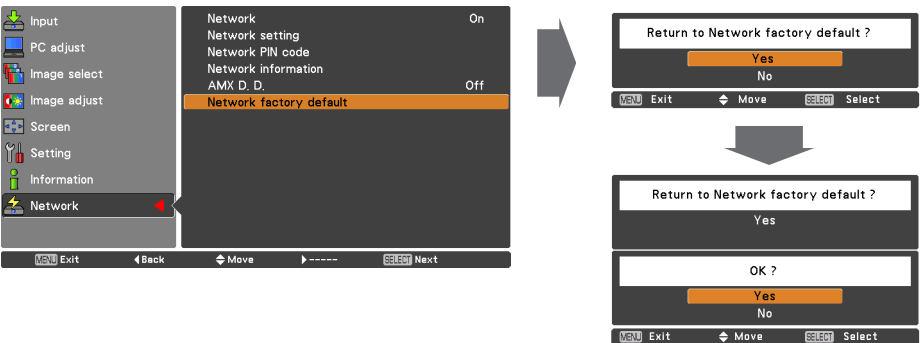 Input
PC adjust
Image select
Image adjust
Screen
Setting
Information
Network
Network On
Network setting
Network PIN code
Network information
AMX D. D. Off
Network factory default
MENU Exit Back Move ----- SELECT Next
Return to Network factory default ?
Yes
No
MENU Exit Move SELECT Select
Return to Network factory default ?
Yes
OK ?
Yes
No
MENU Exit Move SELECT Select